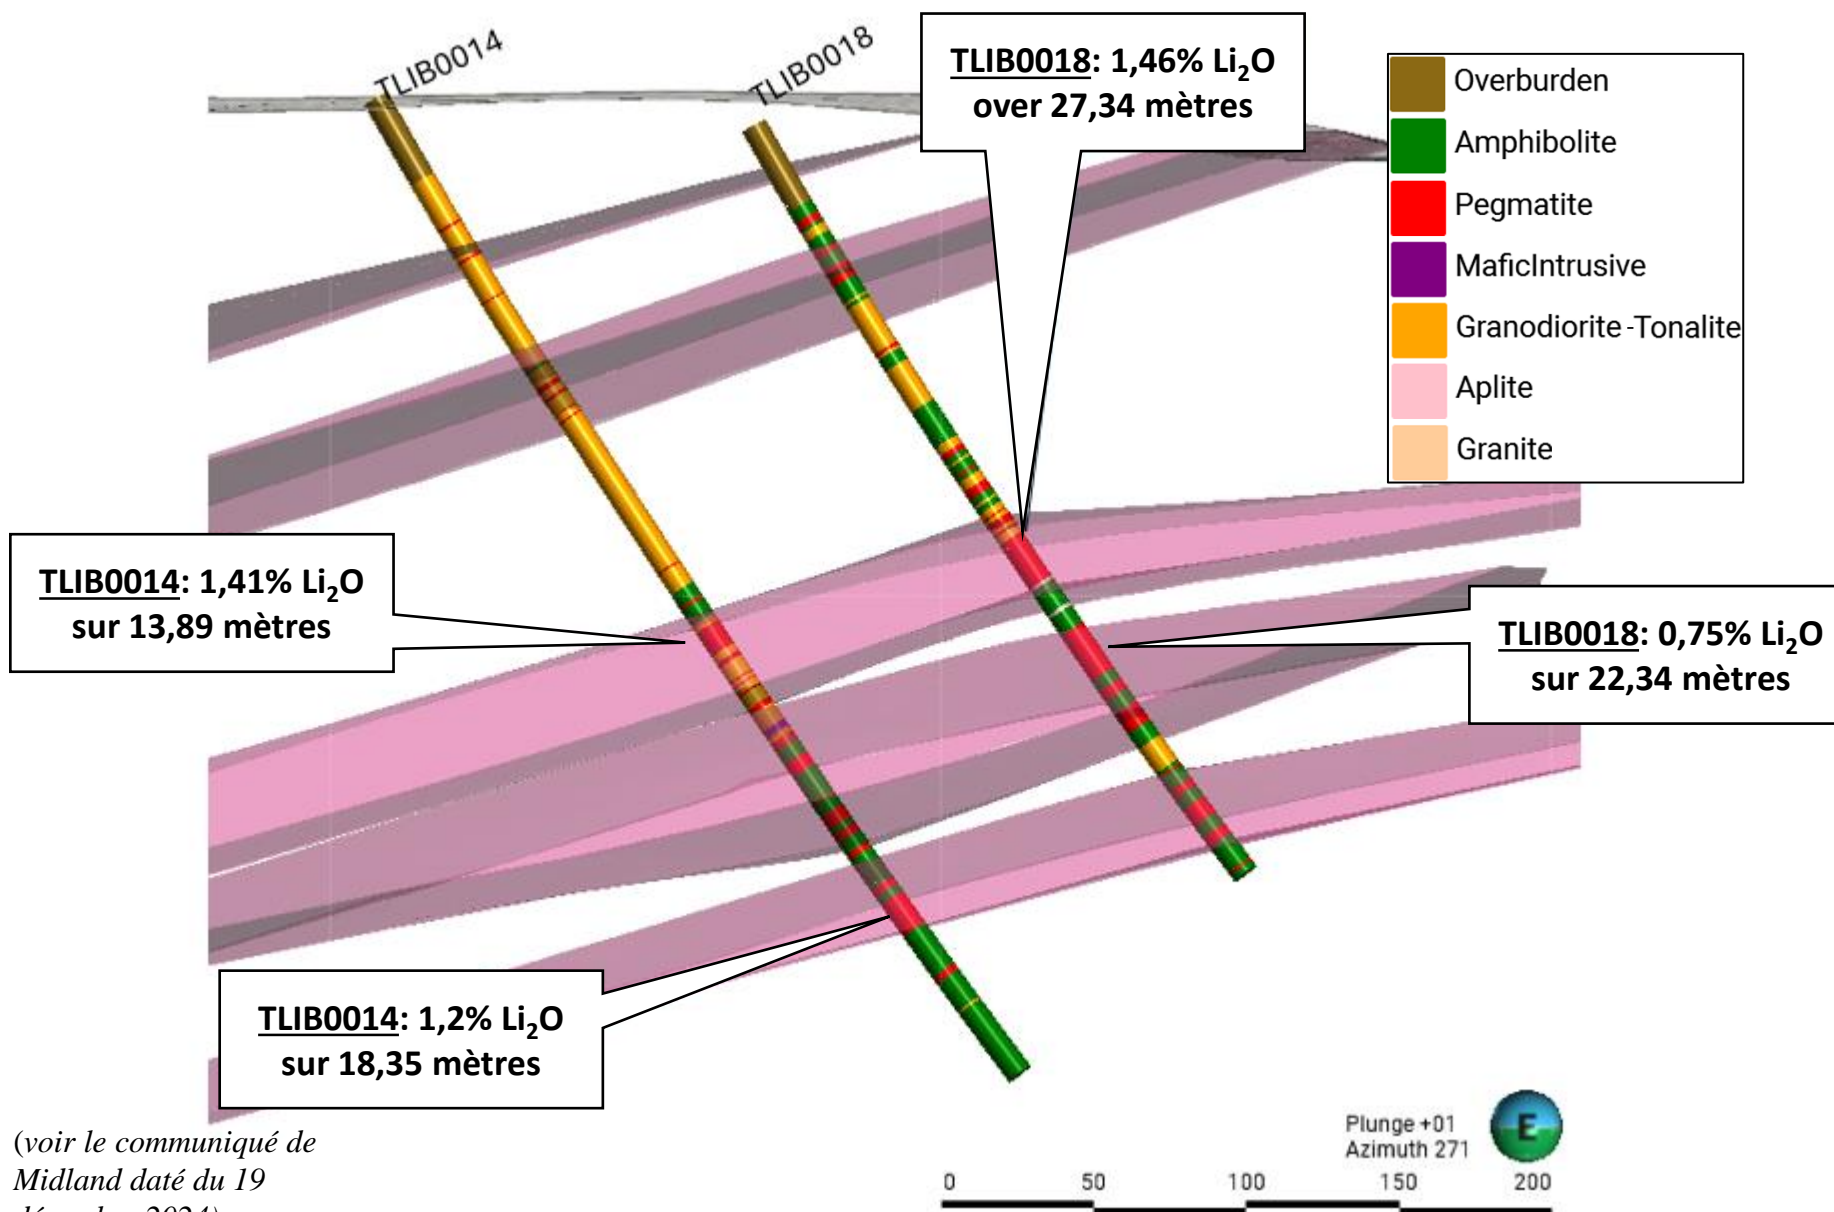 TLIB0014
TLIB0018
TLIB0018: 1,46% Li₂O
over 27,34 mètres
Overburden
Amphibolite
Pegmatite
MaficIntrusive
Granodiorite-Tonalite
Aplite
Granite
TLIB0014: 1,41% Li₂O
sur 13,89 mètres
TLIB0018: 0,75% Li₂O
sur 22,34 mètres
TLIB0014: 1,2% Li₂O
sur 18,35 mètres
(voir le communiqué de
Midland daté du 19
décembre 2024)
Plunge +01
Azimuth 271
E
0 50 100 150 200